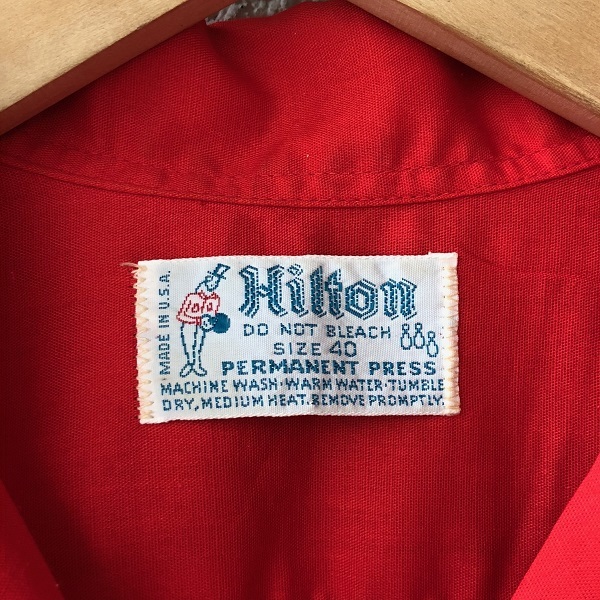 MADE IN U.S.A.
Hilton
DO NOT BLEACH
SIZE 40
PERMANENT PRESS
MACHINE WASH·WARM WATER·TUMBLE
DRY, MEDIUM HEAT. REMOVE PROMPTLY.